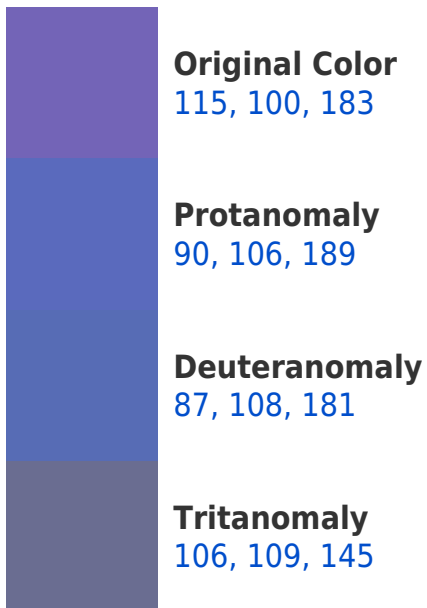 Original Color
115, 100, 183
Protanomaly
90, 106, 189
Deuteranomaly
87, 108, 181
Tritanomaly
106, 109, 145